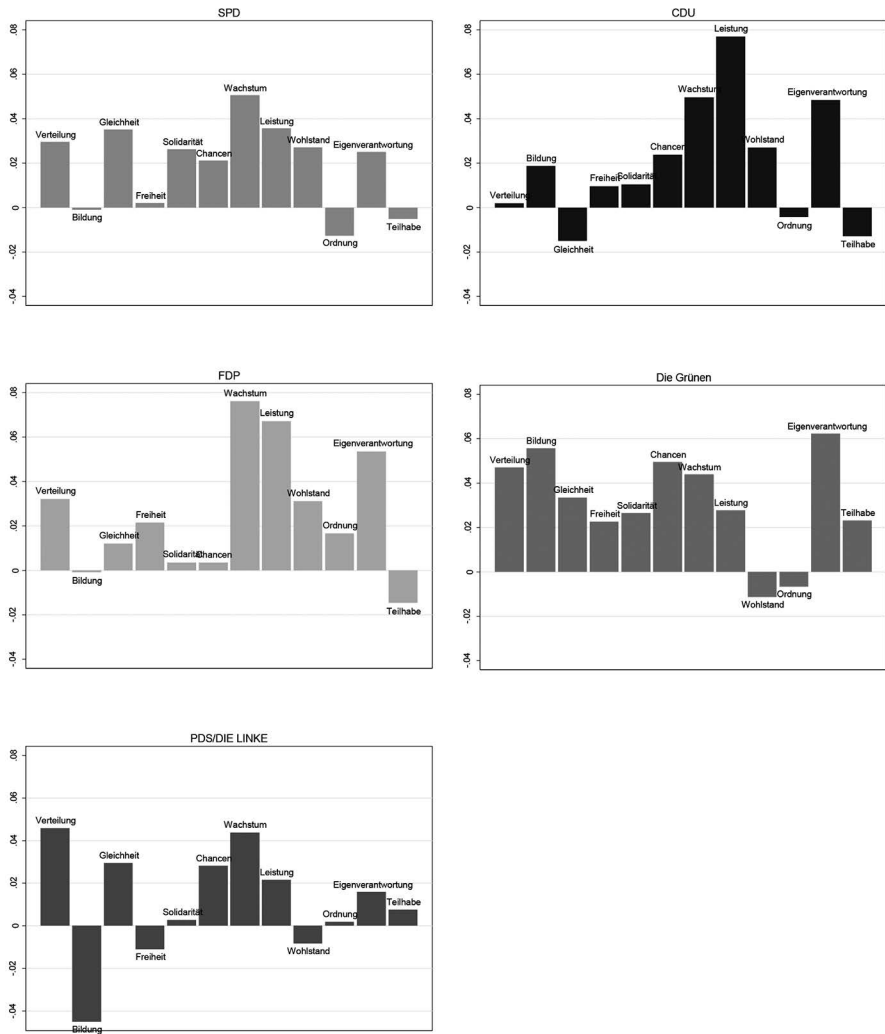 SPD
.08
.06
.04
.02
0
-.02
-.04
Verteilung
Bildung
Gleichheit
Freiheit
Solidarität
Chancen
Wachstum
Leistung
Wohlstand
Ordnung
Eigenverantwortung
Teilhabe
CDU
.08
.06
.04
.02
0
-.02
-.04
Verteilung
Bildung
Gleichheit
Freiheit
Solidarität
Chancen
Wachstum
Leistung
Wohlstand
Ordnung
Eigenverantwortung
Teilhabe
FDP
.08
.06
.04
.02
0
-.02
-.04
Verteilung
Bildung
Gleichheit
Freiheit
Solidarität
Chancen
Wachstum
Leistung
Wohlstand
Ordnung
Eigenverantwortung
Teilhabe
Die Grünen
.08
.06
.04
.02
0
-.02
-.04
Verteilung
Bildung
Gleichheit
Freiheit
Solidarität
Chancen
Wachstum
Leistung
Wohlstand
Ordnung
Eigenverantwortung
Teilhabe
PDS/DIE LINKE
.08
.06
.04
.02
0
-.02
-.04
Verteilung
Bildung
Gleichheit
Freiheit
Solidarität
Chancen
Wachstum
Leistung
Wohlstand
Ordnung
Eigenverantwortung
Teilhabe